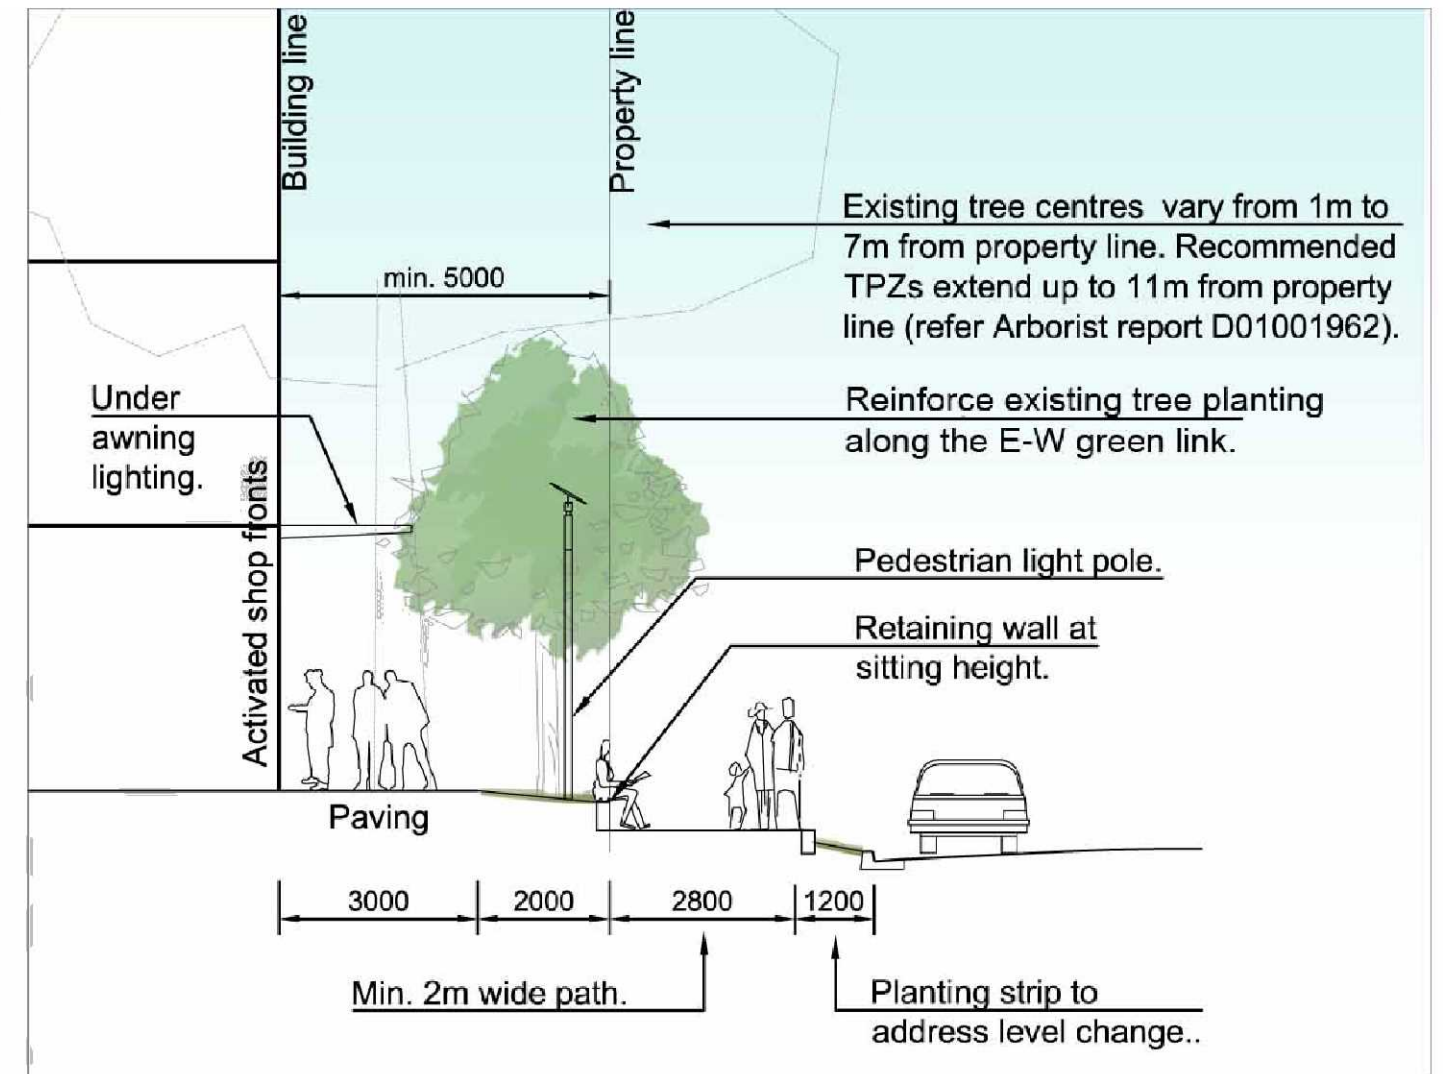 Building line
Property line
Existing tree centres vary from 1m to
7m from property line. Recommended
TPZs extend up to 11m from property
line (refer Arborist report D01001962).
min. 5000
Under
awning
lighting.
Reinforce existing tree planting
along the E-W green link.
Activated shop fronts
Pedestrian light pole.
Retaining wall at
sitting height.
Paving
3000
2000
2800
1200
Min. 2m wide path.
Planting strip to
address level change..